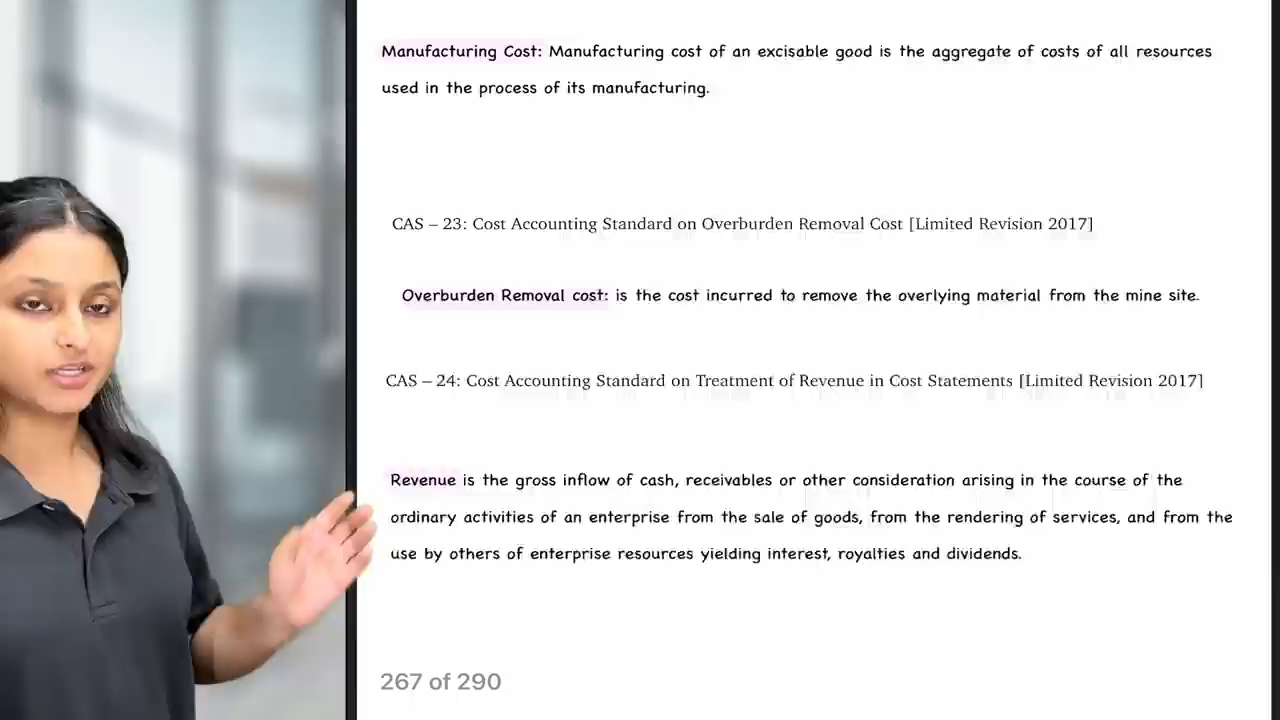 Manufacturing Cost: Manufacturing cost of an excisable good is the aggregate of costs of all resources
used in the process of its manufacturing.
CAS – 23: Cost Accounting Standard on Overburden Removal Cost [Limited Revision 2017]
Overburden Removal cost: is the cost incurred to remove the overlying material from the mine site.
CAS – 24: Cost Accounting Standard on Treatment of Revenue in Cost Statements [Limited Revision 2017]
Revenue is the gross inflow of cash, receivables or other consideration arising in the course of the
ordinary activities of an enterprise from the sale of goods, from the rendering of services, and from the
use by others of enterprise resources yielding interest, royalties and dividends.
267 of 290